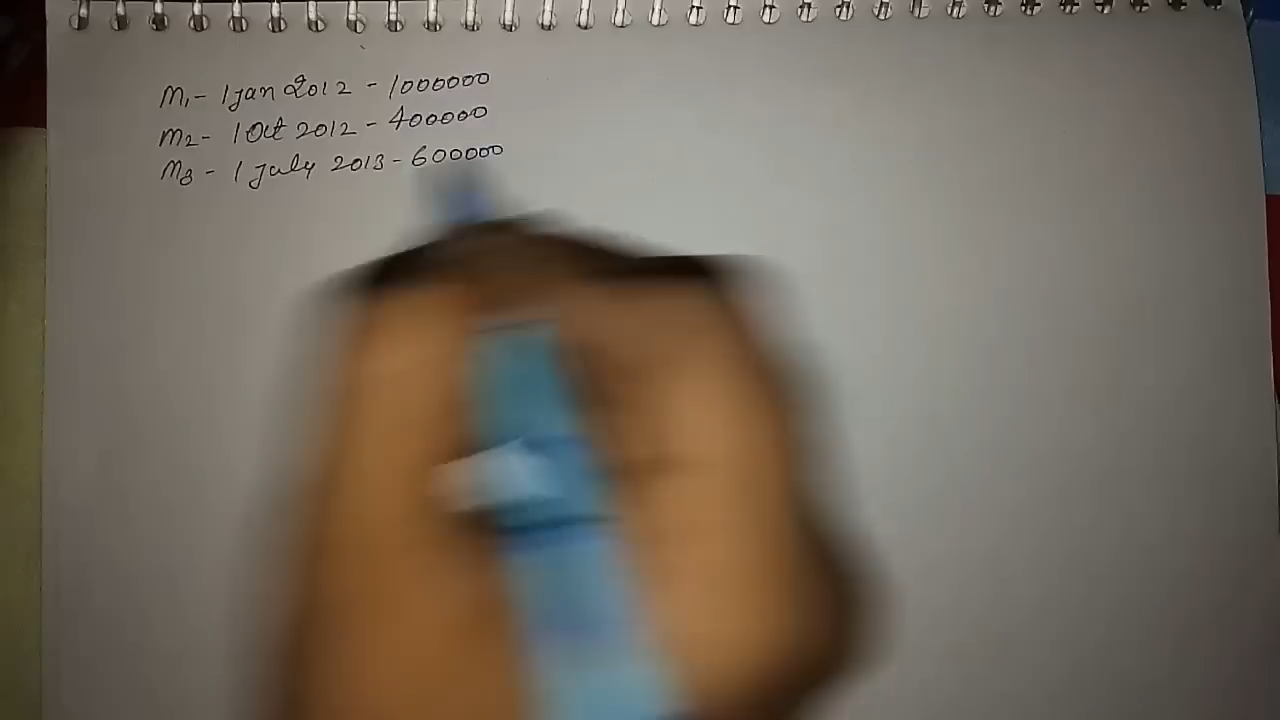 M1 - 1 Jan 2012 - 1000000
M2 - 1 Oct 2012 - 400000
M3 - 1 July 2013 - 600000